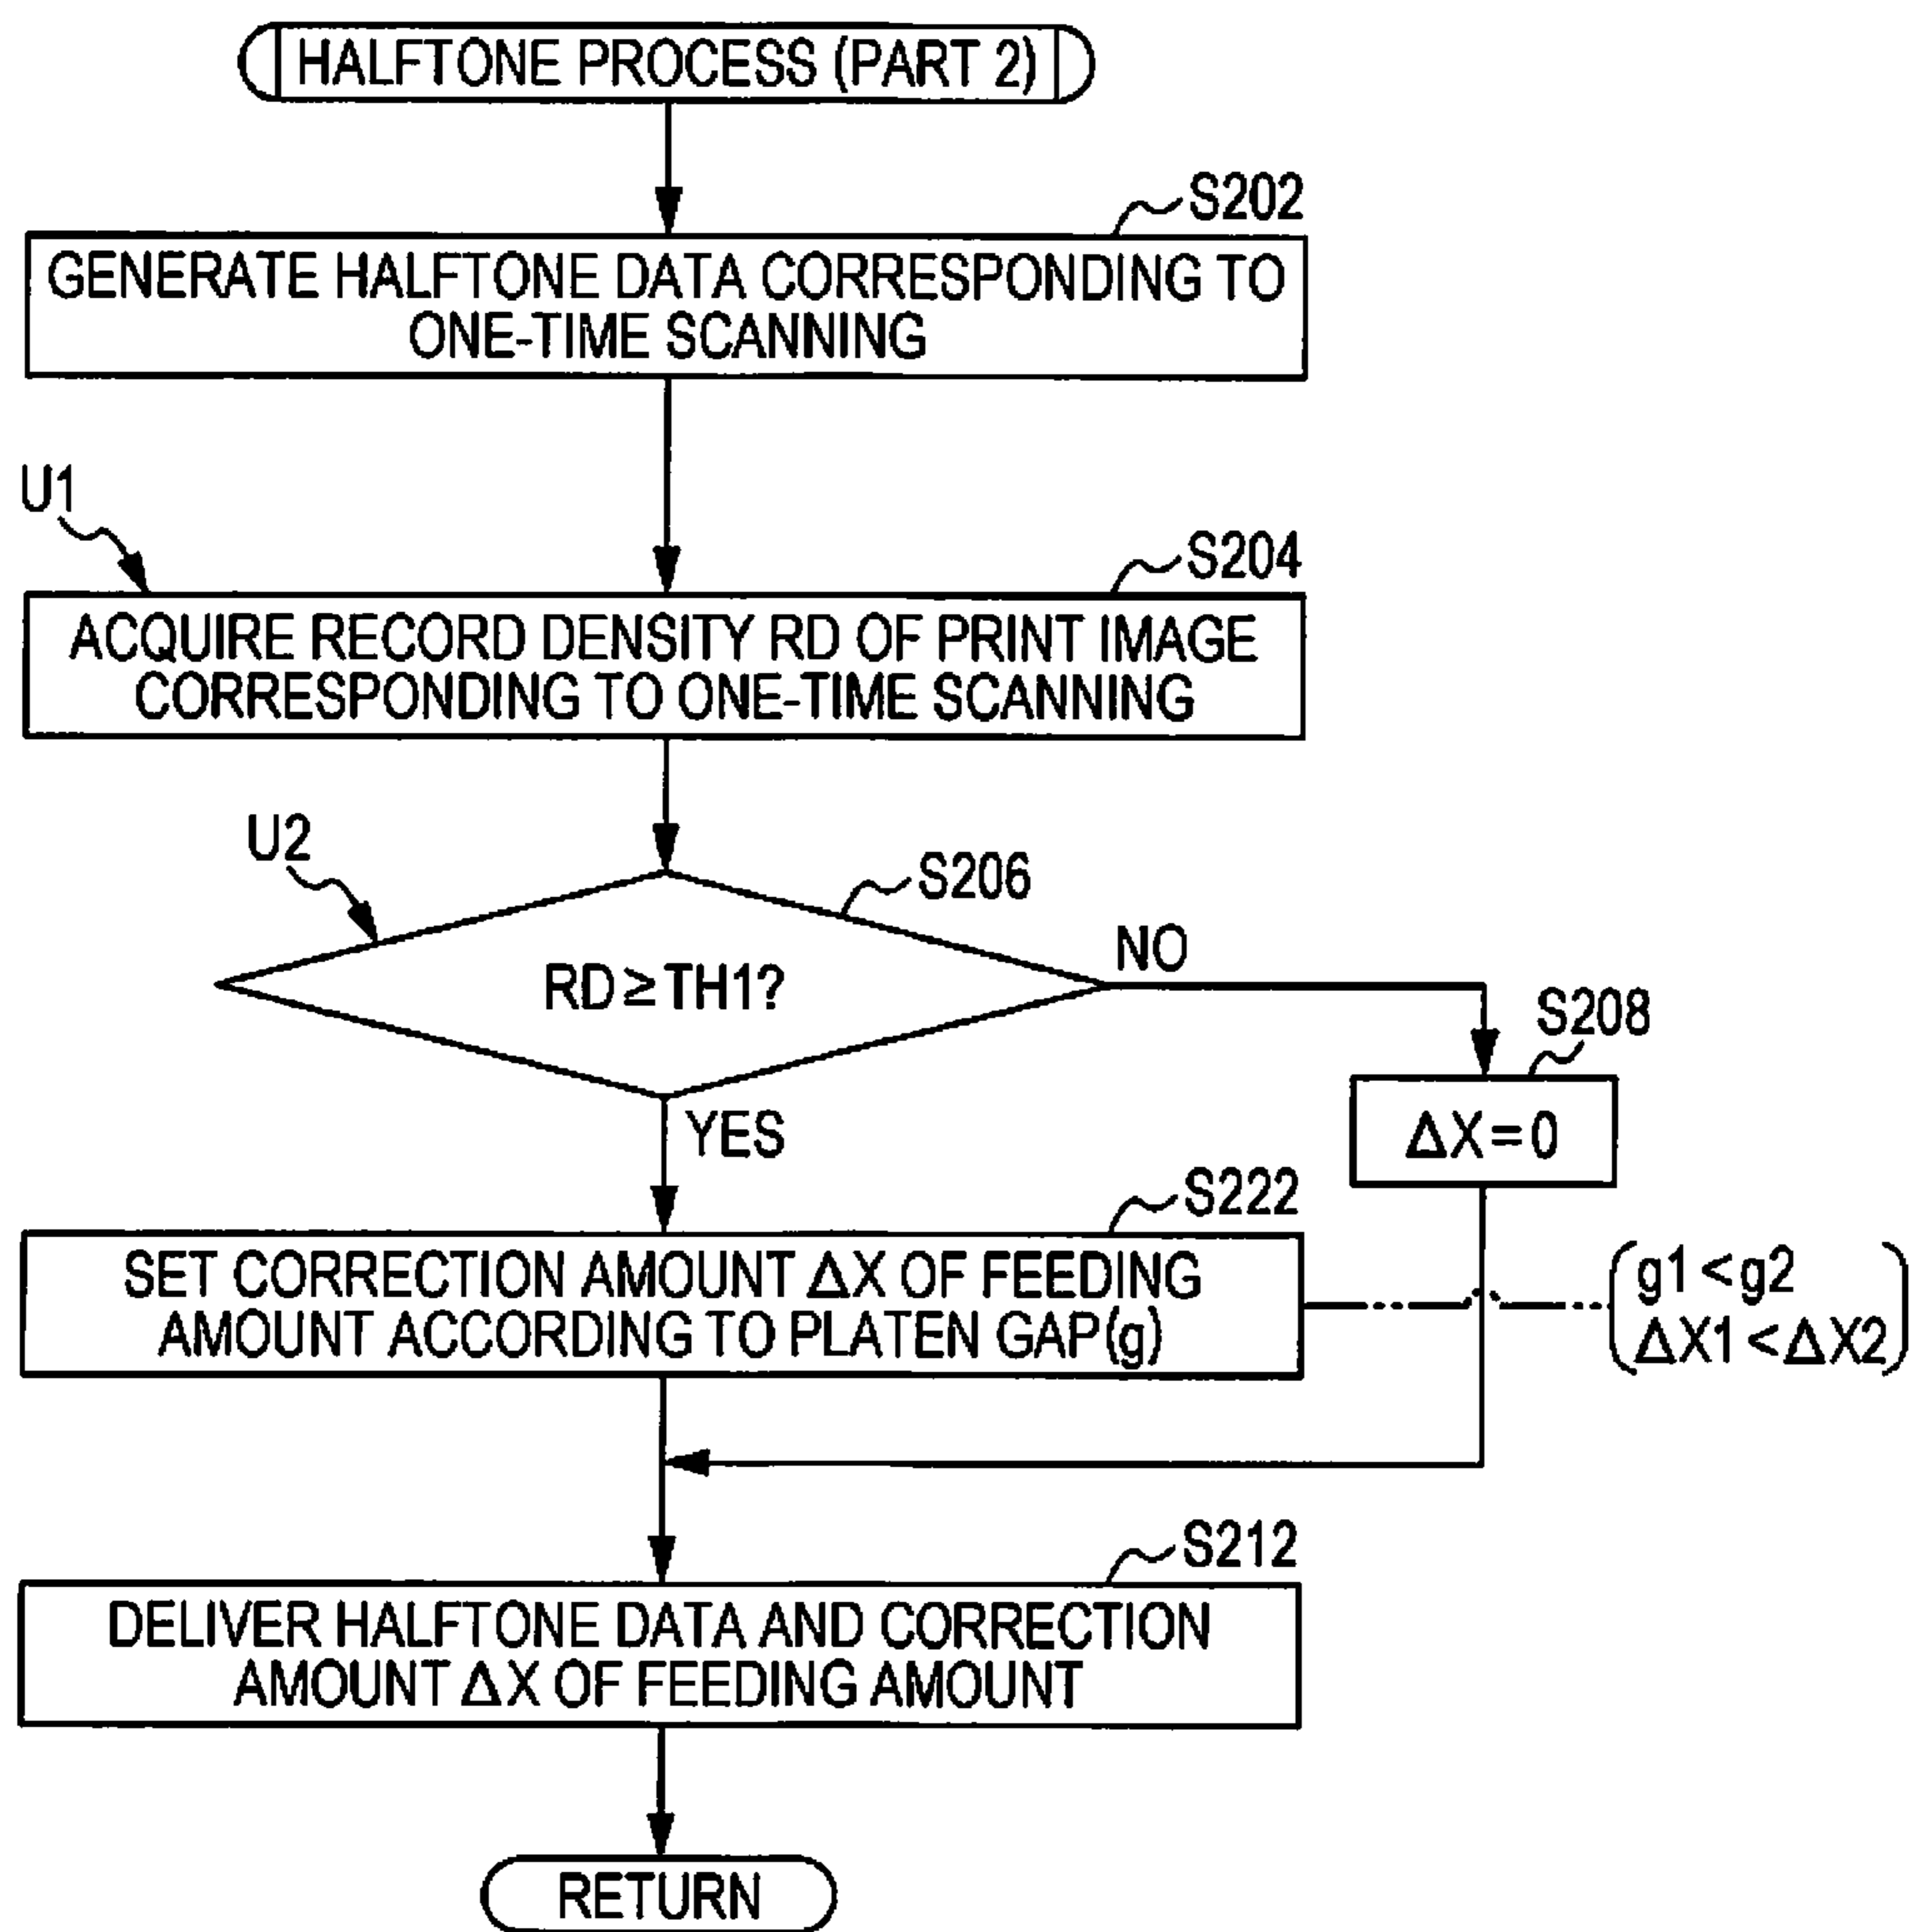 HALFTONE PROCESS (PART 2)
S202
GENERATE HALFTONE DATA CORRESPONDING TO
ONE-TIME SCANNING
U1
S204
ACQUIRE RECORD DENSITY RD OF PRINT IMAGE
CORRESPONDING TO ONE-TIME SCANNING
U2
S206
RD≥TH1?
NO
S208
ΔX=0
YES
S222
SET CORRECTION AMOUNT ΔX OF FEEDING
AMOUNT ACCORDING TO PLATEN GAP(g)
g1<g2
ΔX1<ΔX2
S212
DELIVER HALFTONE DATA AND CORRECTION
AMOUNT ΔX OF FEEDING AMOUNT
RETURN